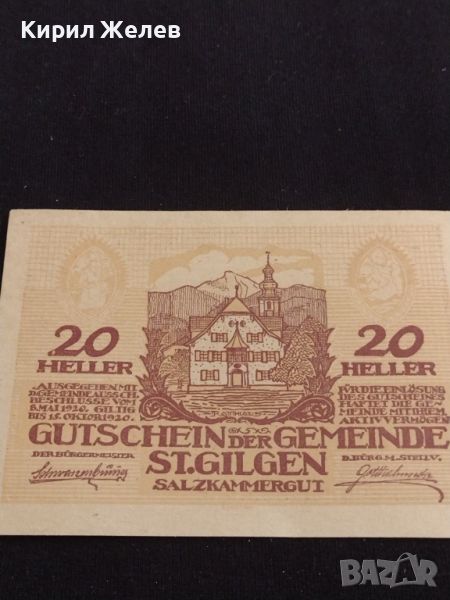 Кирил Желев
20
HELLER
20
HELLER
AUSGEGEBEN MIT
D. GEMEINDEAUSSCH.
BESCHLUSSE VOM
5. MAI 1920. GILTIG
BIS 15. OKTOBER 1920.
FÜR DIE EINLÖSUNG
DES GUTSCHEINES
HAFTET DIE GE-
MEINDE MIT IHREM
AKTIVVERMÖGEN
GUTSCHEIN DER GEMEINDE
ST. GILGEN
SALZKAMMERGUT
DER BÜRGERMEISTER
D. BÜRG. M. STELLV.
BAZAR